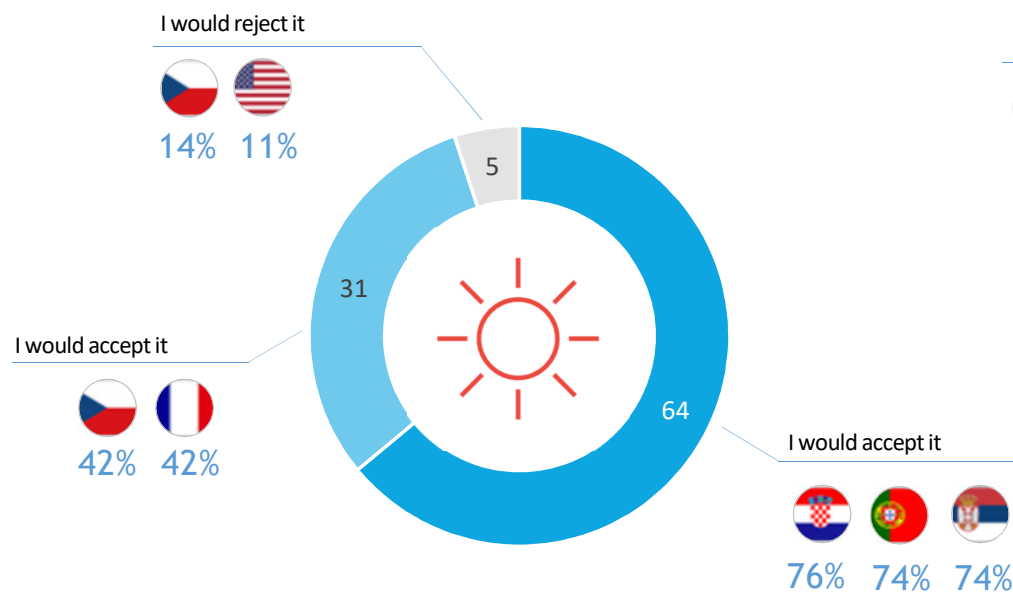 I would reject it
14% 11%
5
31
I would accept it
42% 42%
64
I would accept it
76% 74% 74%